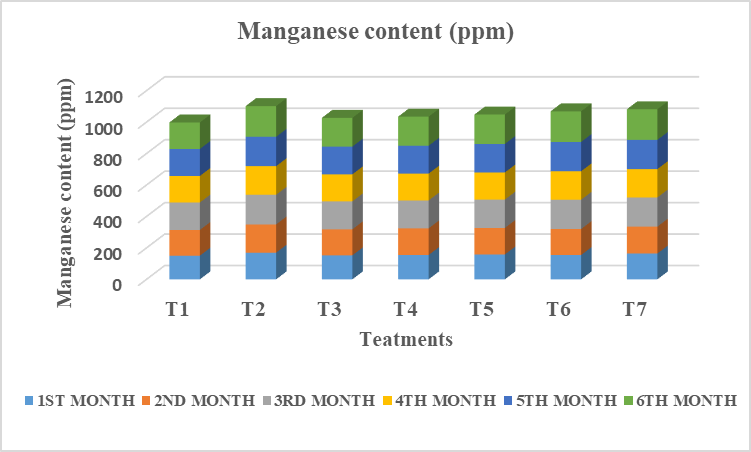 Manganese content (ppm)
Manganese content (ppm)
1200
1000
800
600
400
200
0
T1 T2 T3 T4 T5 T6 T7
Teatments
1ST MONTH 2ND MONTH 3RD MONTH 4TH MONTH 5TH MONTH 6TH MONTH